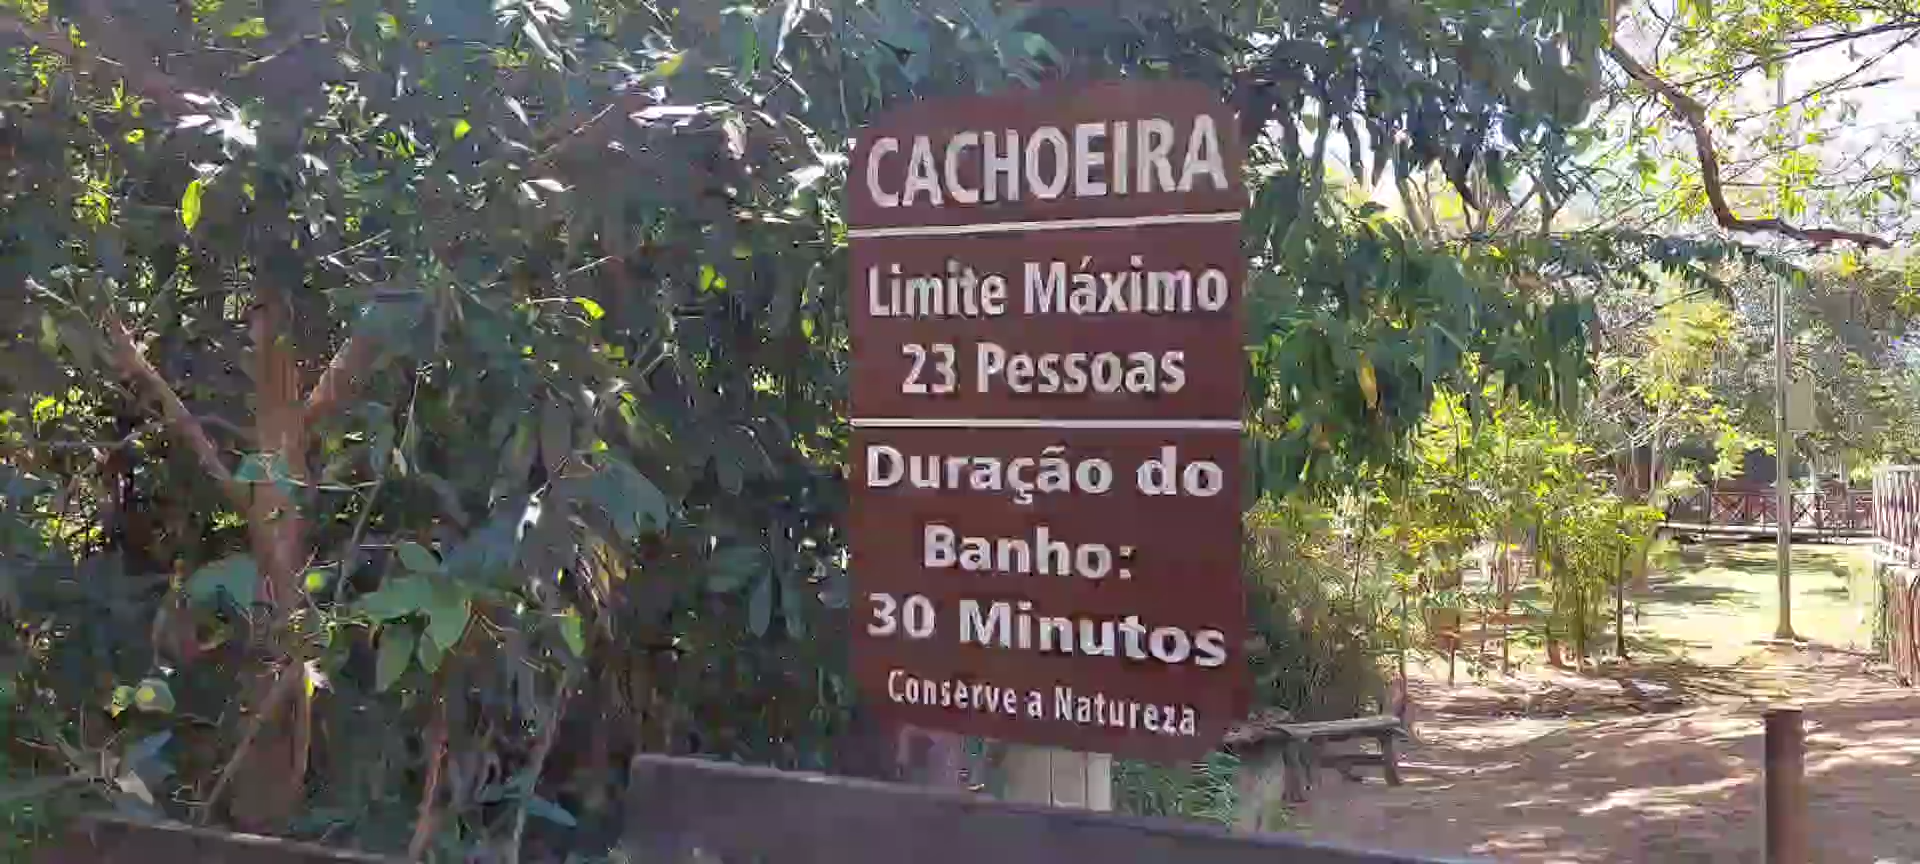 CACHOEIRA
Limite Máximo
23 Pessoas
Duração do
Banho:
30 Minutos
Conserve a Natureza